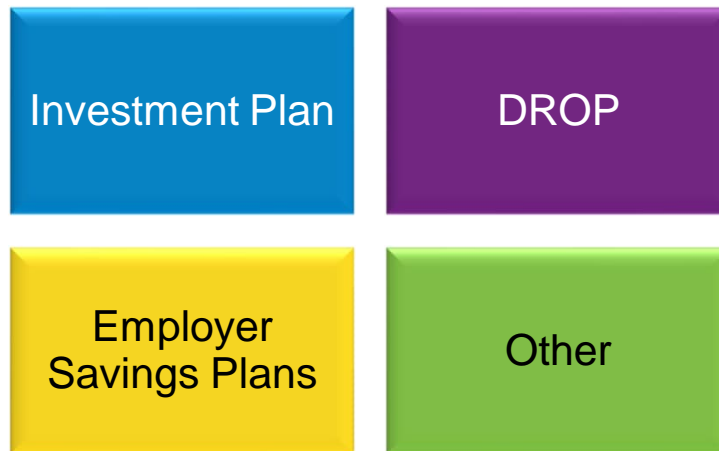 Investment Plan
DROP
Employer
Savings Plans
Other